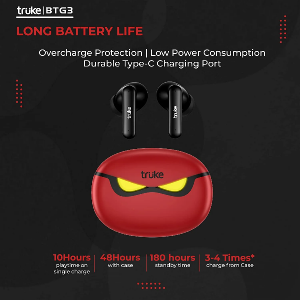 truke|BTG3
LONG BATTERY LIFE
Overcharge Protection | Low Power Consumption
Durable Type-C Charging Port
truke truke
truke
10Hours 48Hours 180 hours 3-4 Times*
playtime on with case standby time charge from Case
single charge